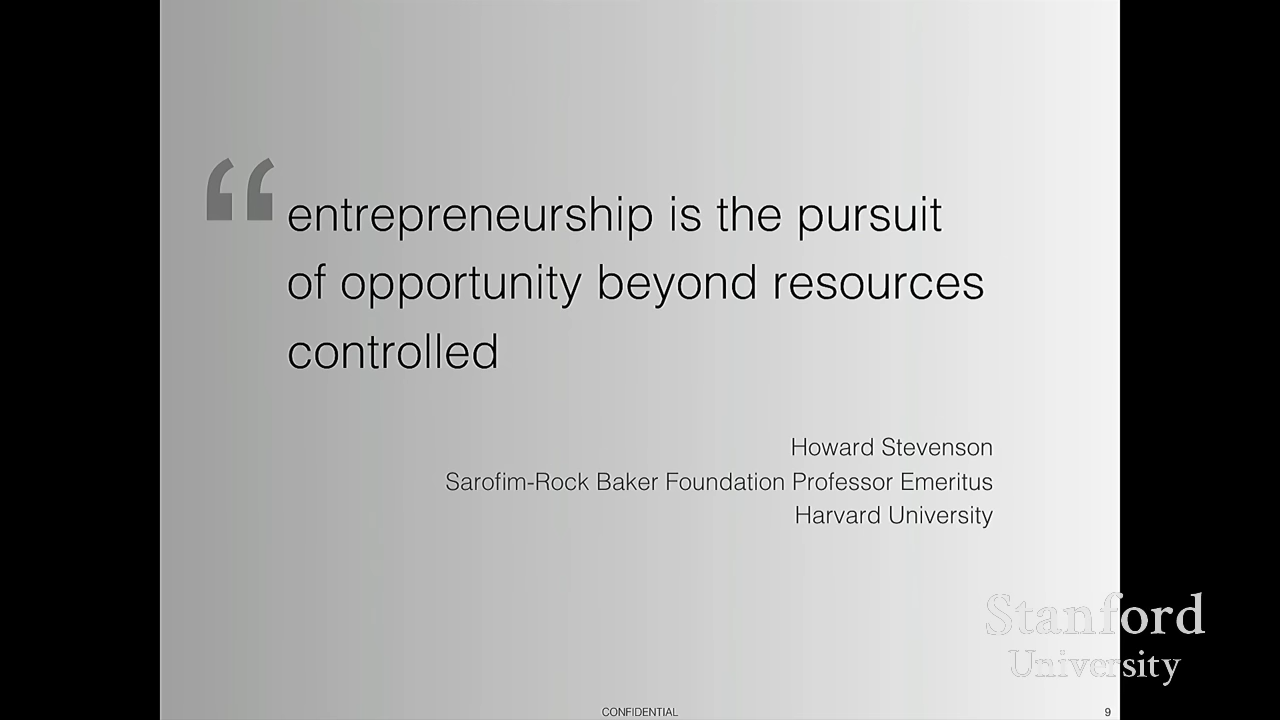 “entrepreneurship is the pursuit
of opportunity beyond resources
controlled
Howard Stevenson
Sarofim-Rock Baker Foundation Professor Emeritus
Harvard University
Stanford
University
CONFIDENTIAL
9